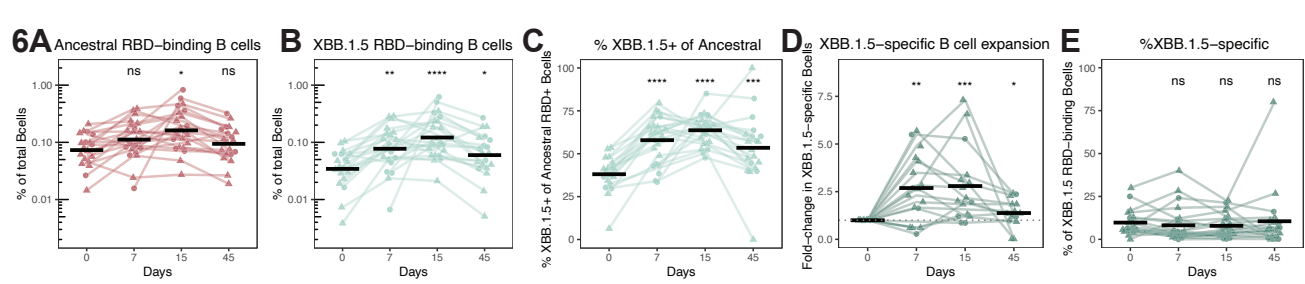 6A Ancestral RBD−binding B cells
ns * ns
% of total Bcells
1.00
0.10
0.01
0 7 15 45
Days
B XBB.1.5 RBD−binding B cells
** **** *
% of total Bcells
1.00
0.10
0.01
0 7 15 45
Days
C % XBB.1.5+ of Ancestral
**** **** ***
% XBB.1.5+ of Ancestral RBD+ Bcells
100
75
50
25
0
0 7 15 45
Days
D XBB.1.5−specific B cell expansion
** *** *
Fold−change in XBB.1.5−specific Bcells
7.5
5.0
2.5
0.0
0 7 15 45
Days
E %XBB.1.5−specific
ns ns ns
% of XBB.1.5 RBD−binding Bcells
100
75
50
25
0
0 7 15 45
Days